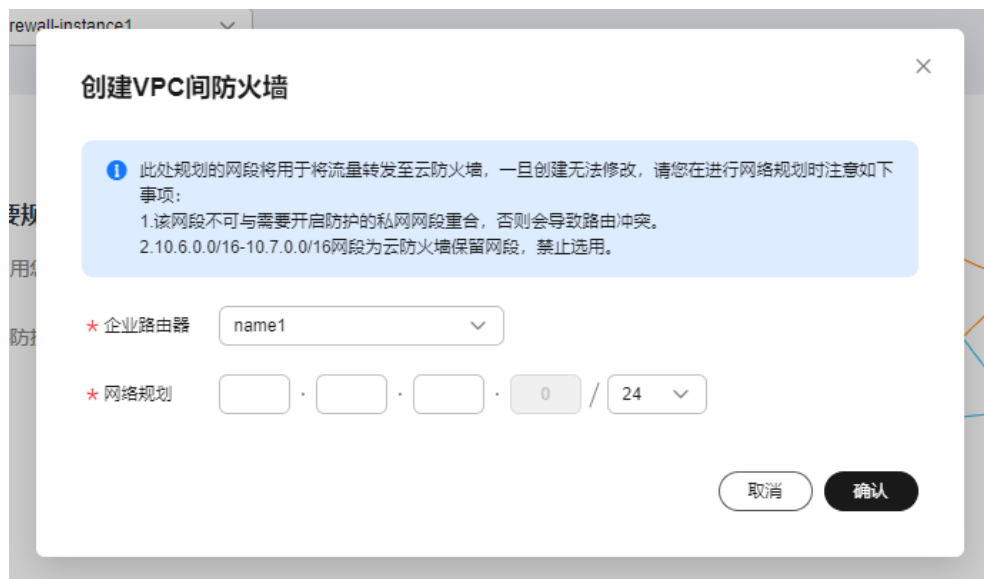 rewall-instance1
创建VPC间防火墙
此处规划的网段将用于将流量转发至云防火墙，一旦创建无法修改，请您在进行网络规划时注意如下
事项：
1.该网段不可与需要开启防护的私网网段重合，否则会导致路由冲突。
2.10.6.0.0/16-10.7.0.0/16网段为云防火墙保留网段，禁止选用。
要规
用您
防护
* 企业路由器 name1
* 网络规划 . . . 0 / 24
取消 确认